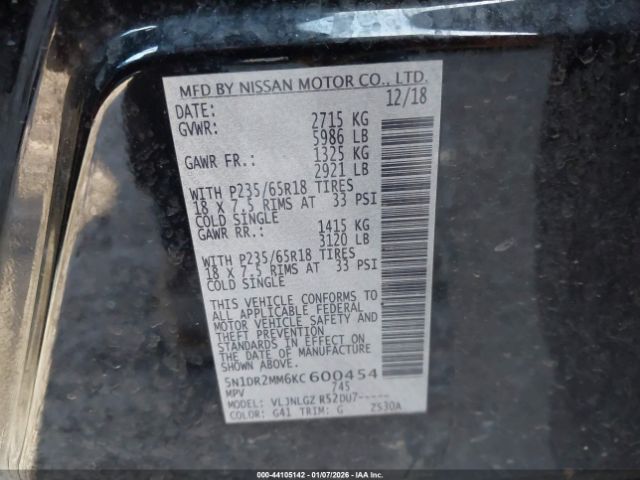 MFD BY NISSAN MOTOR CO., LTD.
DATE: 12/18
GVWR: 2715 KG
5986 LB
GAWR FR.: 1325 KG
2921 LB
WITH P235/65R18 TIRES
18 X 7.5 RIMS AT 33 PSI
COLD SINGLE
GAWR RR.: 1415 KG
3120 LB
WITH P235/65R18 TIRES
18 X 7.5 RIMS AT 33 PSI
COLD SINGLE
THIS VEHICLE CONFORMS TO
ALL APPLICABLE FEDERAL
MOTOR VEHICLE SAFETY AND
THEFT PREVENTION
STANDARDS IN EFFECT ON
THE DATE OF MANUFACTURE
SHOWN ABOVE.
5N1DR2MM6KC600454
MPV 745
MODEL: VLJNLGZ R52DU7-----
COLOR: G41 TRIM: G ZS30A
000-44105142 | 01/07/2026 - IAAI.COM